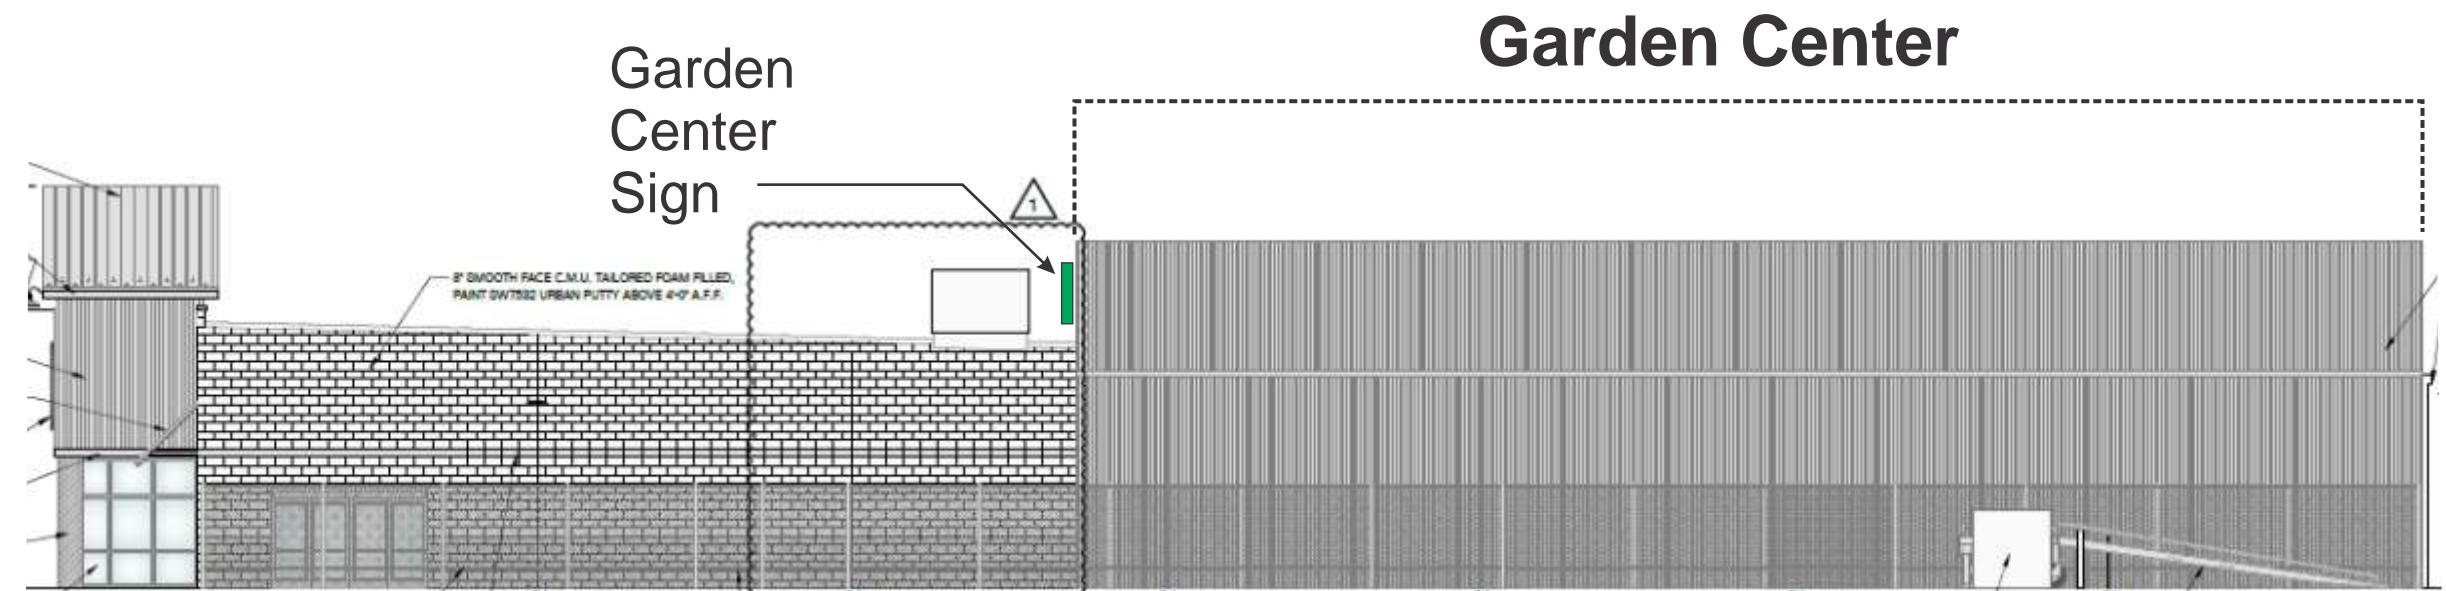 Garden Center
Garden
Center
Sign
1
8" SMOOTH FACE C.M.U. TAILORED FOAM FILLED,
PAINT SW7532 URBAN PUTTY ABOVE 4'-0" A.F.F.